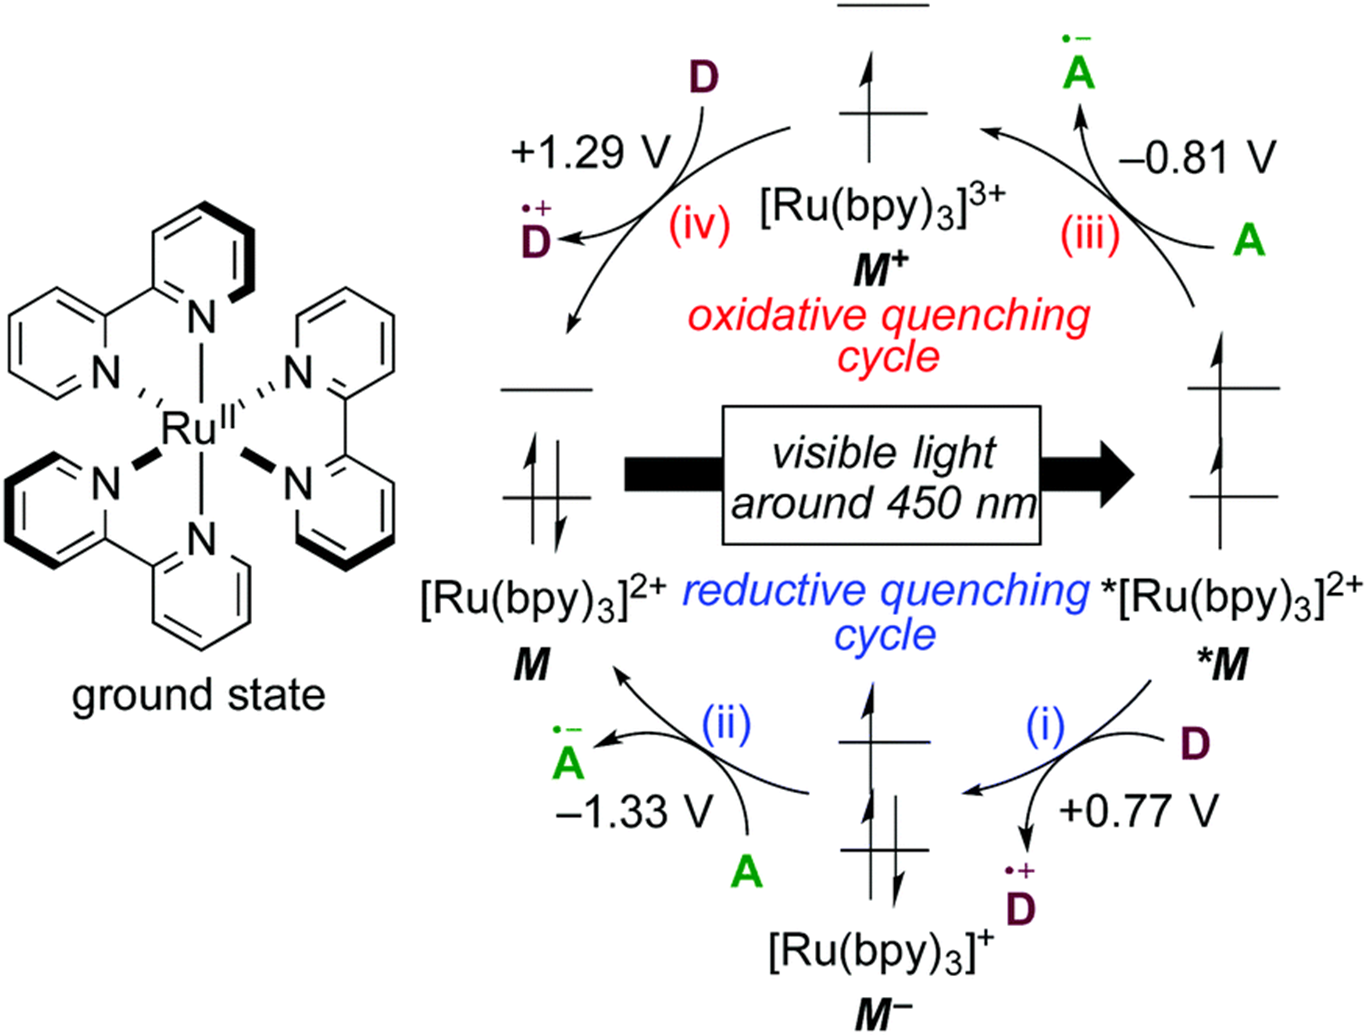 D
+1.29 V
•+
D
(iv)
[Ru(bpy)3]3+
M+
•–
A
–0.81 V
(iii)
A
oxidative quenching
cycle
N
N
N
RuII
N
N
N
ground state
visible light
around 450 nm
[Ru(bpy)3]2+
M
reductive quenching
cycle
*[Ru(bpy)3]2+
*M
•–
A
(ii)
–1.33 V
A
(i)
D
+0.77 V
•+
D
[Ru(bpy)3]+
M–